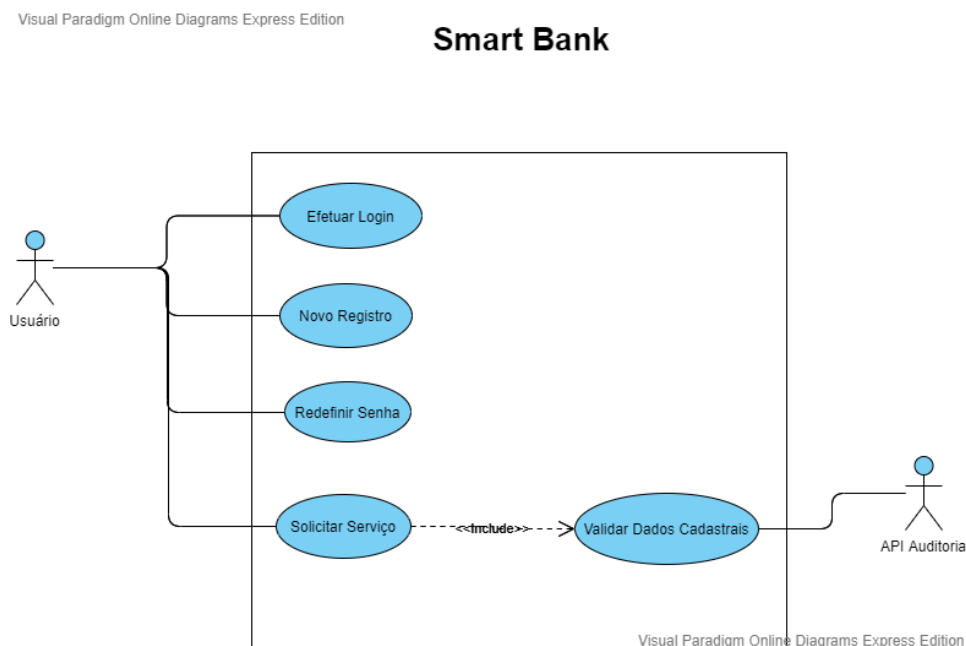 Visual Paradigm Online Diagrams Express Edition
Smart Bank
Efetuar Login
Usuário
Novo Registro
Redefinir Senha
Solicitar Serviço
<<Include>>
Validar Dados Cadastrais
API Auditoria
Visual Paradigm Online Diagrams Express Edition